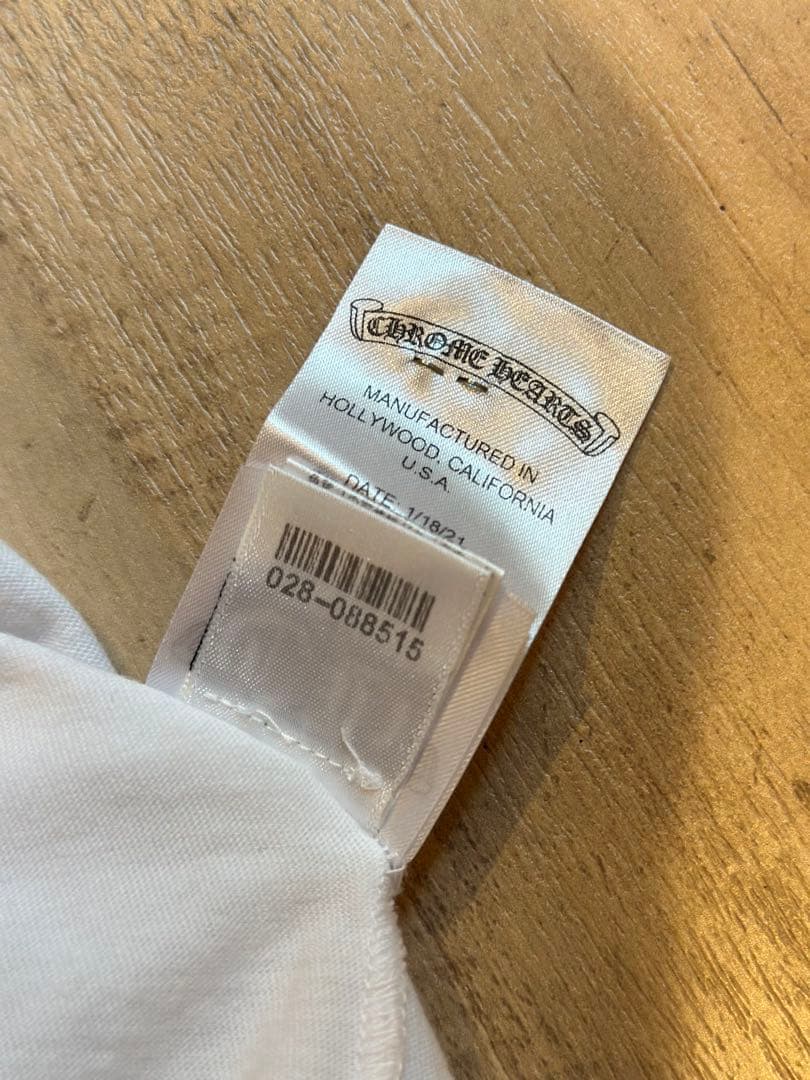 CHROME HEARTS
MANUFACTURED IN
HOLLYWOOD, CALIFORNIA
U.S.A.
DATE: 1/18/21
028-088515